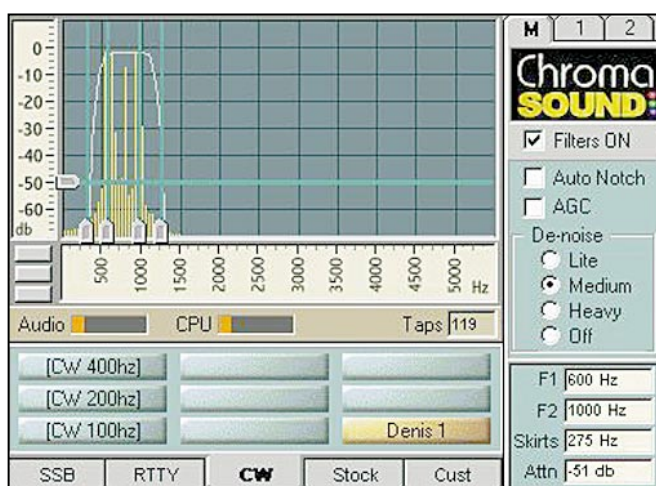 M 1 2
Chroma
SOUND
Filters ON
Auto Notch
AGC
De-noise
Lite
Medium
Heavy
Off
F1 600 Hz
F2 1000 Hz
Skirts 275 Hz
Attn -51 db
0
-10
-20
-30
-40
-50
-60
db
500 1000 1500 2000 2500 3000 3500 4000 4500 5000 Hz
Audio CPU Taps 119
[CW 400hz]
[CW 200hz]
[CW 100hz] Denis 1
SSB RTTY CW Stock Cust